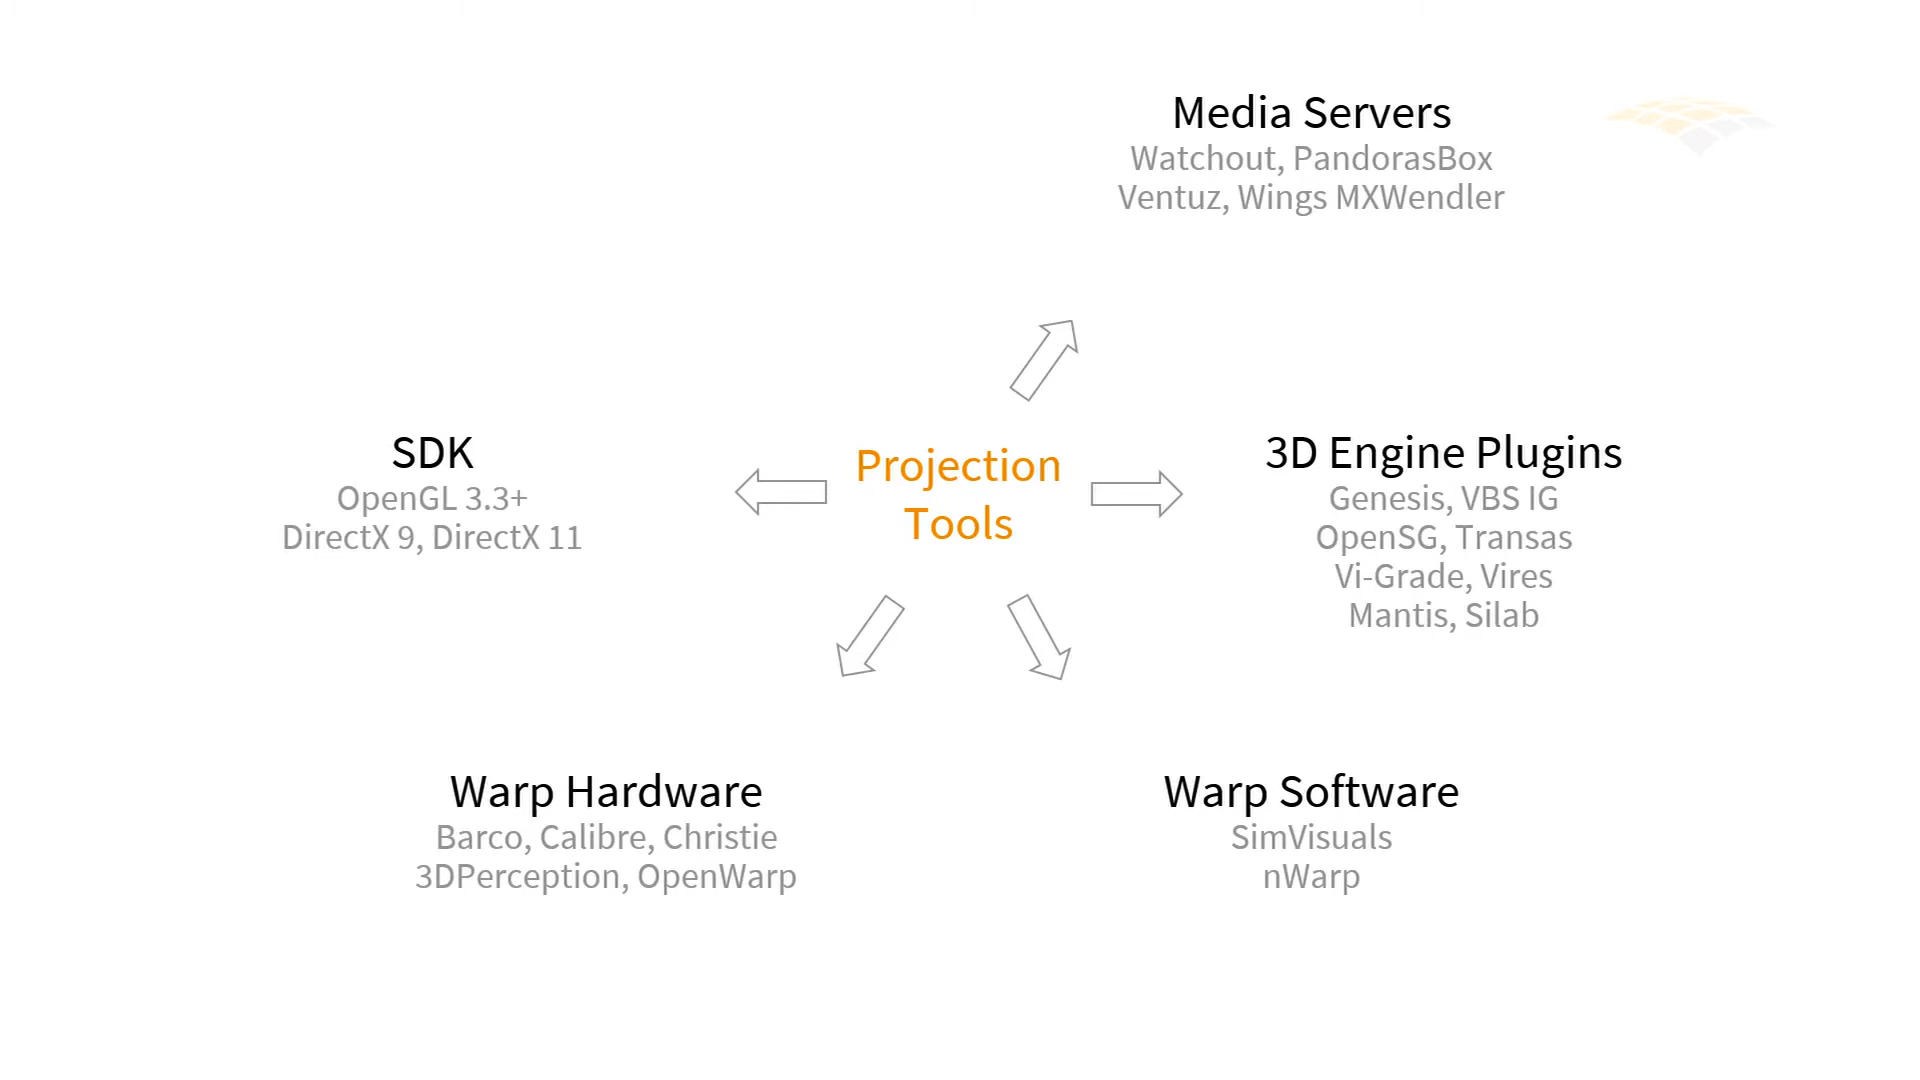 Media Servers
Watchout, PandorasBox
Ventuz, Wings MXWendler
SDK
OpenGL 3.3+
DirectX 9, DirectX 11
Projection
Tools
3D Engine Plugins
Genesis, VBS IG
OpenSG, Transas
Vi-Grade, Vires
Mantis, Silab
Warp Hardware
Barco, Calibre, Christie
3DPerception, OpenWarp
Warp Software
SimVisuals
nWarp